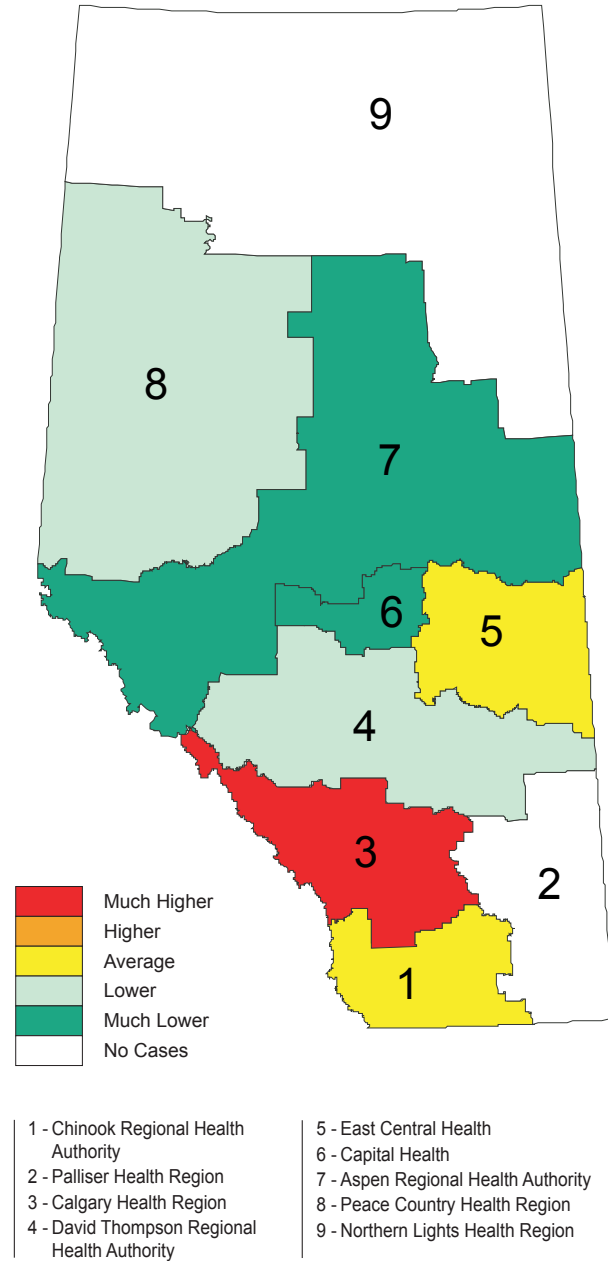 9
8
7
6
5
4
3
2
1
Much Higher
Higher
Average
Lower
Much Lower
No Cases
1 - Chinook Regional Health
Authority
2 - Palliser Health Region
3 - Calgary Health Region
4 - David Thompson Regional
Health Authority
5 - East Central Health
6 - Capital Health
7 - Aspen Regional Health Authority
8 - Peace Country Health Region
9 - Northern Lights Health Region